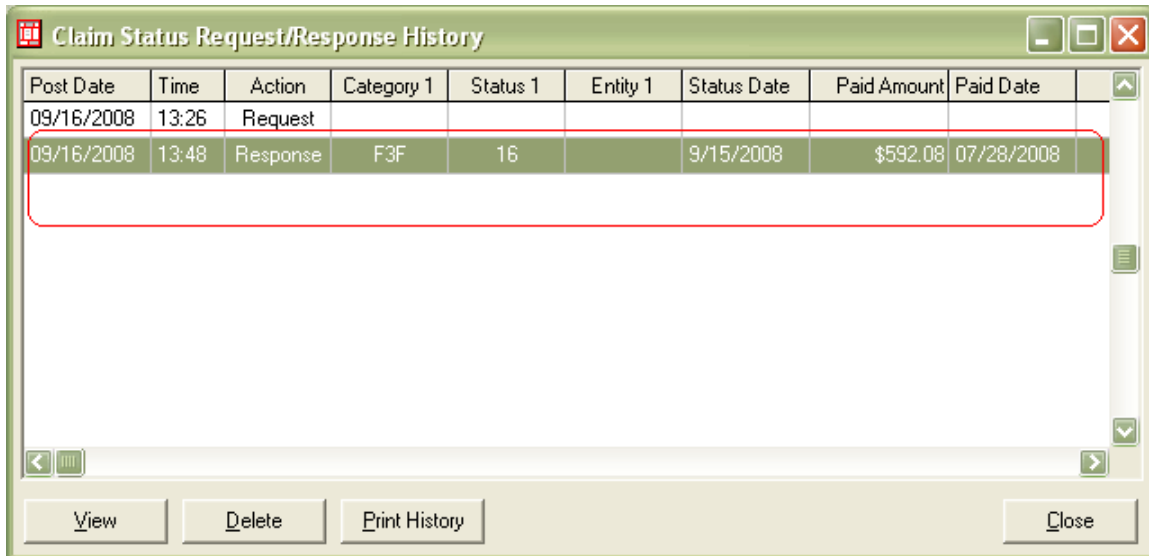 Claim Status Request/Response History
Post Date Time Action Category 1 Status 1 Entity 1 Status Date Paid Amount Paid Date
09/16/2008 13:26 Request
09/16/2008 13:48 Response F3F 16 9/15/2008 $592.08 07/28/2008
View Delete Print History Close